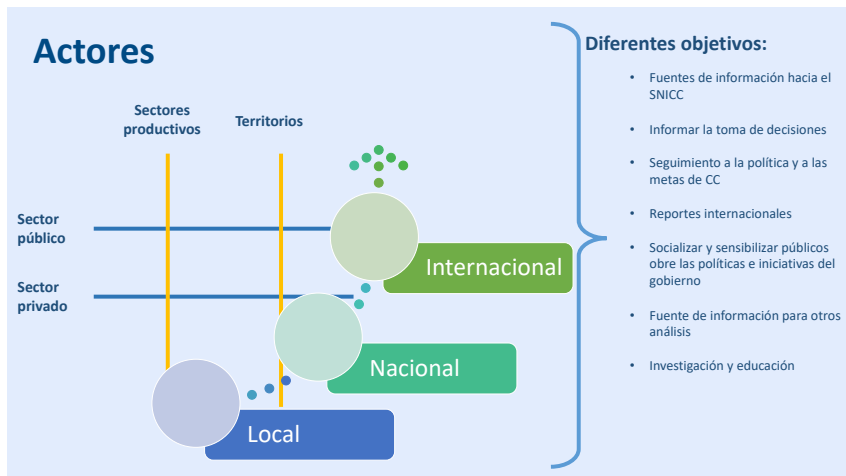 Actores
Sectores
productivos
Territorios
Sector
público
Sector
privado
Internacional
Nacional
Local
Diferentes objetivos:
• Fuentes de información hacia el
SNICC
• Informar la toma de decisiones
• Seguimiento a la política y a las
metas de CC
• Reportes internacionales
• Socializar y sensibilizar públicos
obre las políticas e iniciativas del
gobierno
• Fuente de información para otros
análisis
• Investigación y educación